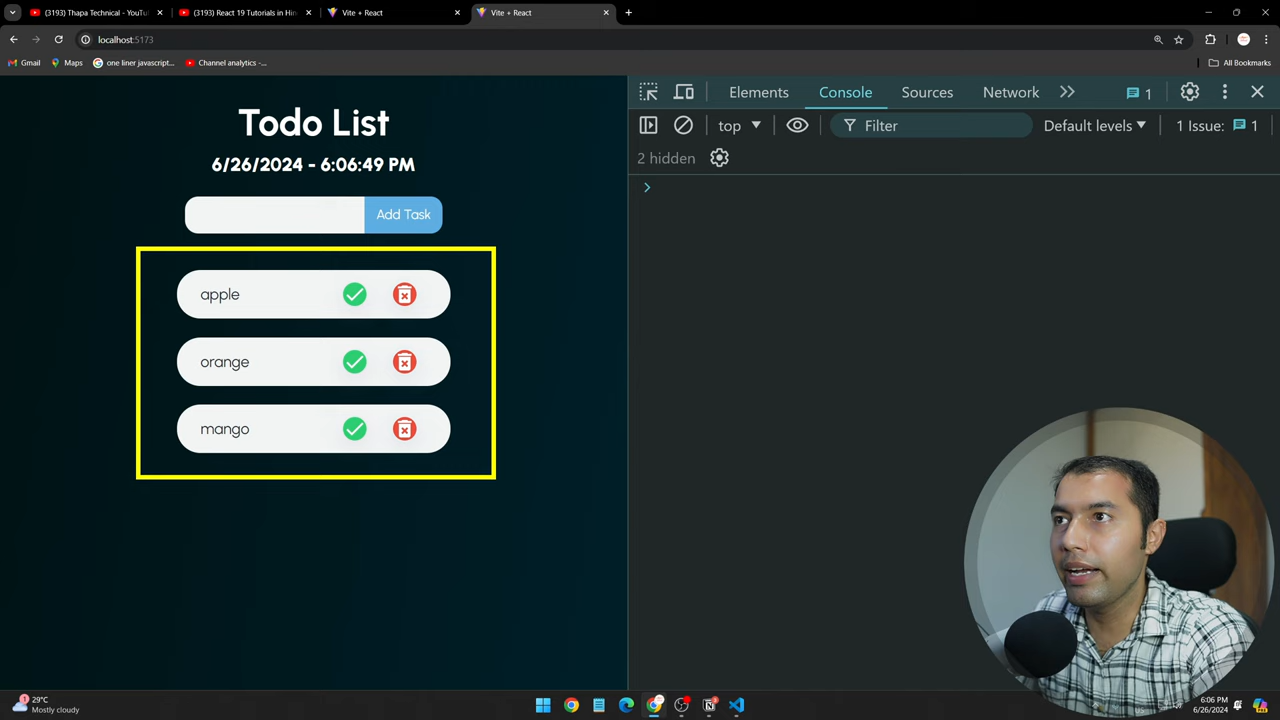 (3193) Thapa Technical - YouTu
(3193) React 19 Tutorials in Hin
Vite + React
Vite + React
localhost:5173
Gmail
Maps
one liner javascript...
Channel analytics -...
All Bookmarks
Todo List
6/26/2024 - 6:06:49 PM
Add Task
apple
orange
mango
Elements
Console
Sources
Network
1
top
Filter
Default levels
1 Issue:
1
2 hidden
1
29°C
Mostly cloudy
6:06 PM
6/26/2024